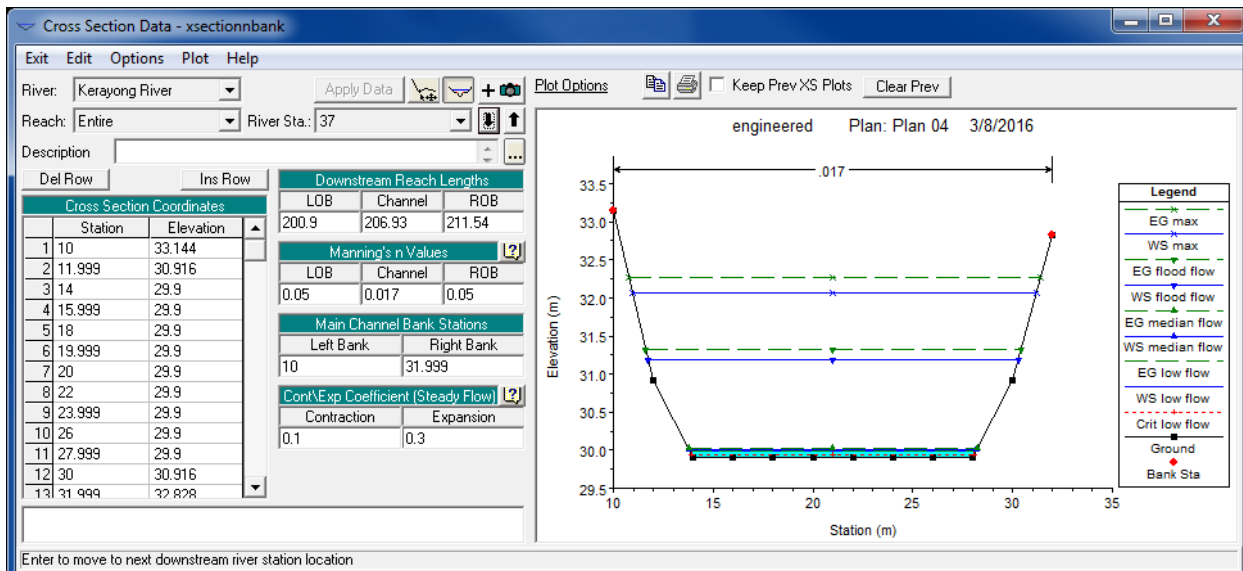 Cross Section Data - xsectionnbank
Exit Edit Options Plot Help
River: Kerayong River
Apply Data
Plot Options
Keep Prev XS Plots
Clear Prev
Reach: Entire
River Sta.: 37
Description
...
Del Row
Ins Row
Cross Section Coordinates
Station Elevation
1 10 33.144
2 11.999 30.916
3 14 29.9
4 15.999 29.9
5 18 29.9
6 19.999 29.9
7 20 29.9
8 22 29.9
9 23.999 29.9
10 26 29.9
11 27.999 29.9
12 30 30.916
13 31.999 32.828
Downstream Reach Lengths
LOB Channel ROB
200.9 206.93 211.54
Manning's n Values
LOB Channel ROB
0.05 0.017 0.05
Main Channel Bank Stations
Left Bank Right Bank
10 31.999
Cont\Exp Coefficient (Steady Flow)
Contraction Expansion
0.1 0.3
engineered Plan: Plan 04 3/8/2016
.017
33.5
33.0
32.5
32.0
31.5
31.0
30.5
30.0
29.5
Elevation (m)
10 15 20 25 30 35
Station (m)
Legend
EG max
WS max
EG flood flow
WS flood flow
EG median flow
WS median flow
EG low flow
WS low flow
Crit low flow
Ground
Bank Sta
Enter to move to next downstream river station location